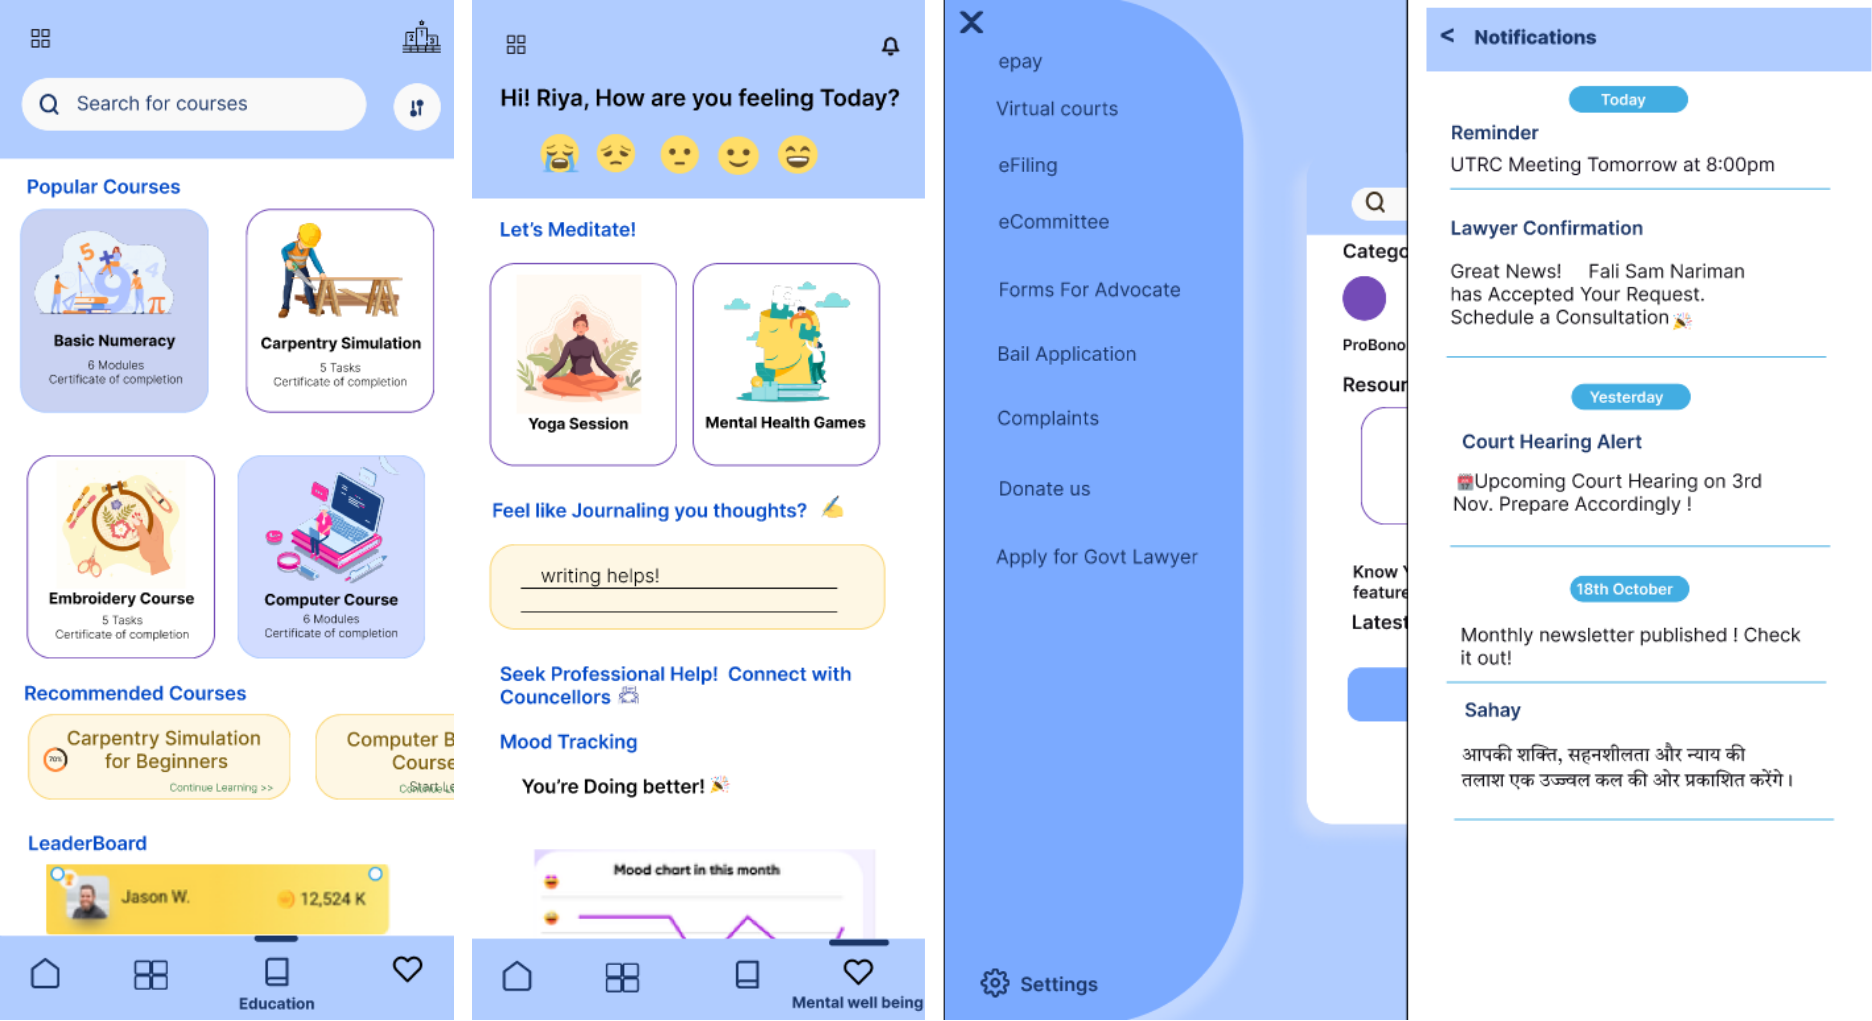 Search for courses
Popular Courses
Basic Numeracy
6 Modules
Certificate of completion
Carpentry Simulation
5 Tasks
Certificate of completion
Embroidery Course
5 Tasks
Certificate of completion
Computer Course
6 Modules
Certificate of completion
Recommended Courses
70%
Carpentry Simulation
for Beginners
Continue Learning >>
Computer B
Course
LeaderBoard
Jason W.
12,524 K
Education
Hi! Riya, How are you feeling Today?
Let's Meditate!
Yoga Session
Mental Health Games
Feel like Journaling you thoughts?
writing helps!
Seek Professional Help! Connect with
Councellors
Mood Tracking
You're Doing better!
Mood chart in this month
Mental well being
X
epay
Virtual courts
eFiling
eCommittee
Forms For Advocate
Bail Application
Complaints
Donate us
Apply for Govt Lawyer
Settings
Catego
ProBono
Resour
Know
feature
Latest
< Notifications
Today
Reminder
UTRC Meeting Tomorrow at 8:00pm
Lawyer Confirmation
Great News! Fali Sam Nariman
has Accepted Your Request.
Schedule a Consultation
Yesterday
Court Hearing Alert
Upcoming Court Hearing on 3rd
Nov. Prepare Accordingly !
18th October
Monthly newsletter published ! Check
it out!
Sahay
आपकी शक्ति, सहनशीलता और न्याय की
तलाश एक उज्ज्वल कल की ओर प्रकाशित करेंगे।